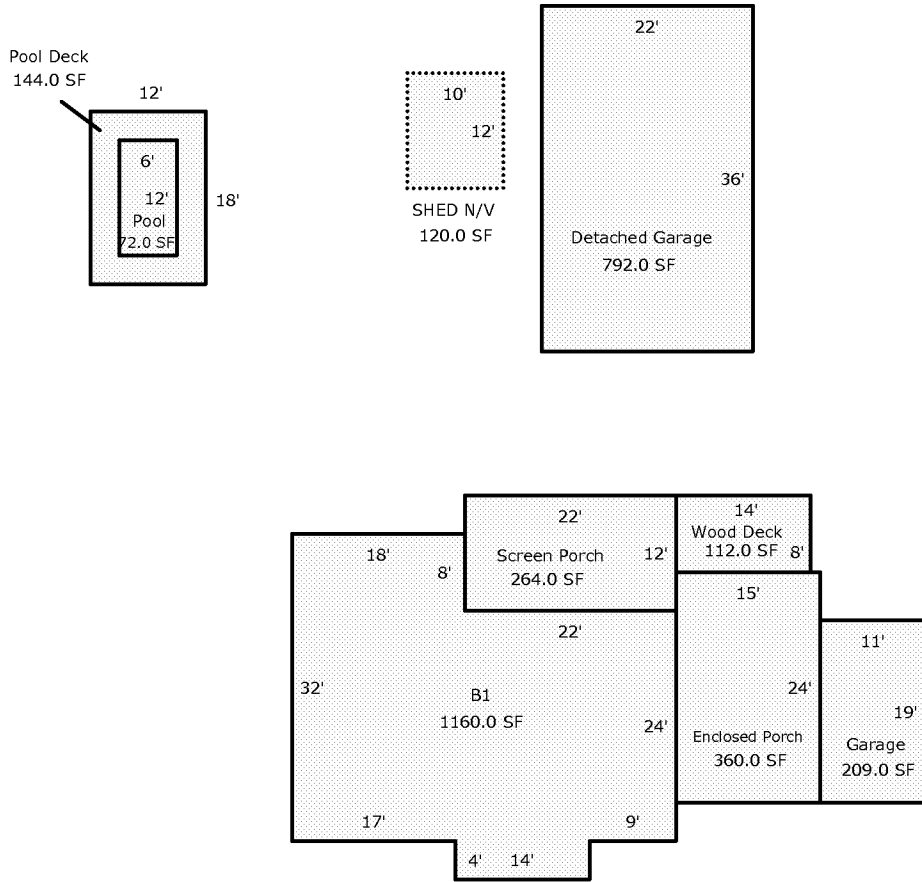 Pool Deck
144.0 SF
12'
18'
6'
12'
Pool
72.0 SF
10'
12'
SHED N/V
120.0 SF
22'
36'
Detached Garage
792.0 SF
22'
12'
Screen Porch
264.0 SF
14'
Wood Deck
112.0 SF
8'
18'
8'
22'
32'
B1
1160.0 SF
24'
17'
9'
4'
14'
15'
24'
Enclosed Porch
360.0 SF
11'
19'
Garage
209.0 SF